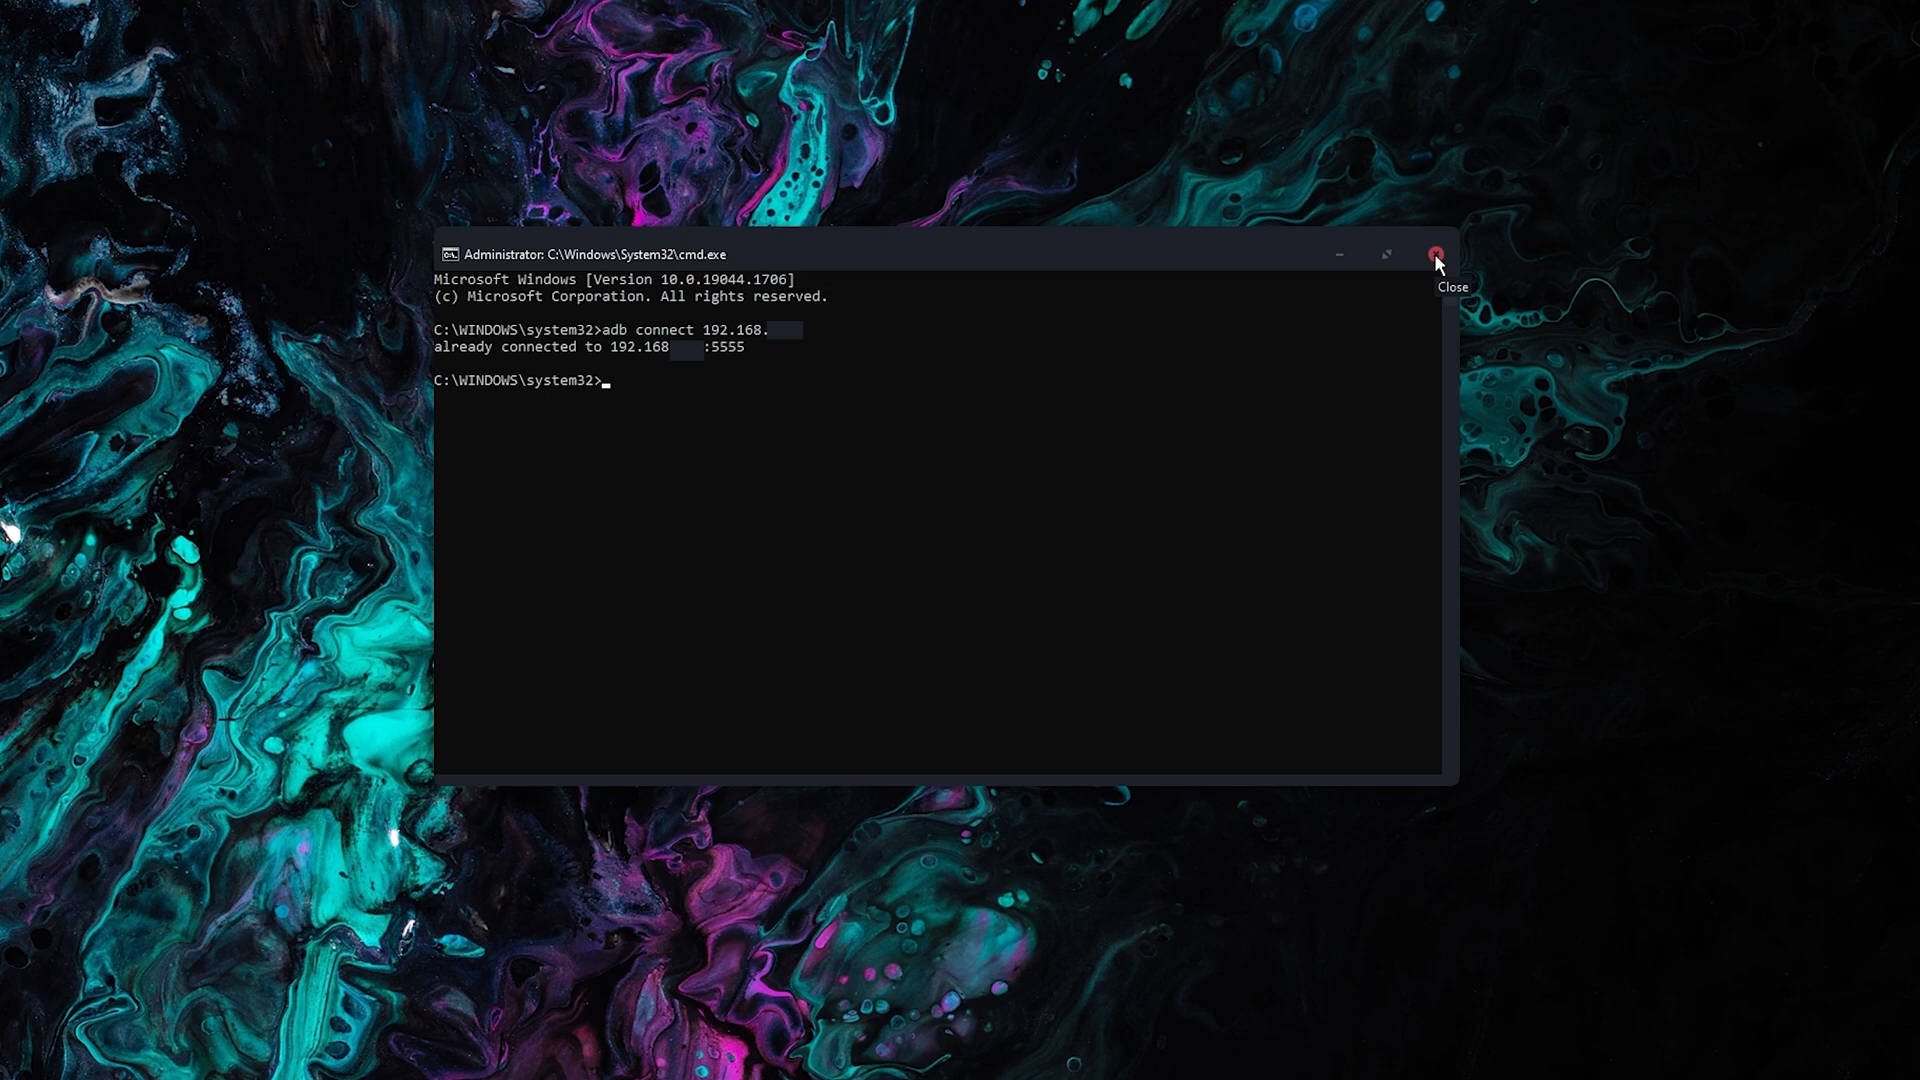 Administrator: C:\Windows\System32\cmd.exe
Microsoft Windows [Version 10.0.19044.1706]
(c) Microsoft Corporation. All rights reserved.
C:\WINDOWS\system32>adb connect 192.168.
already connected to 192.168 :5555
C:\WINDOWS\system32>
Close